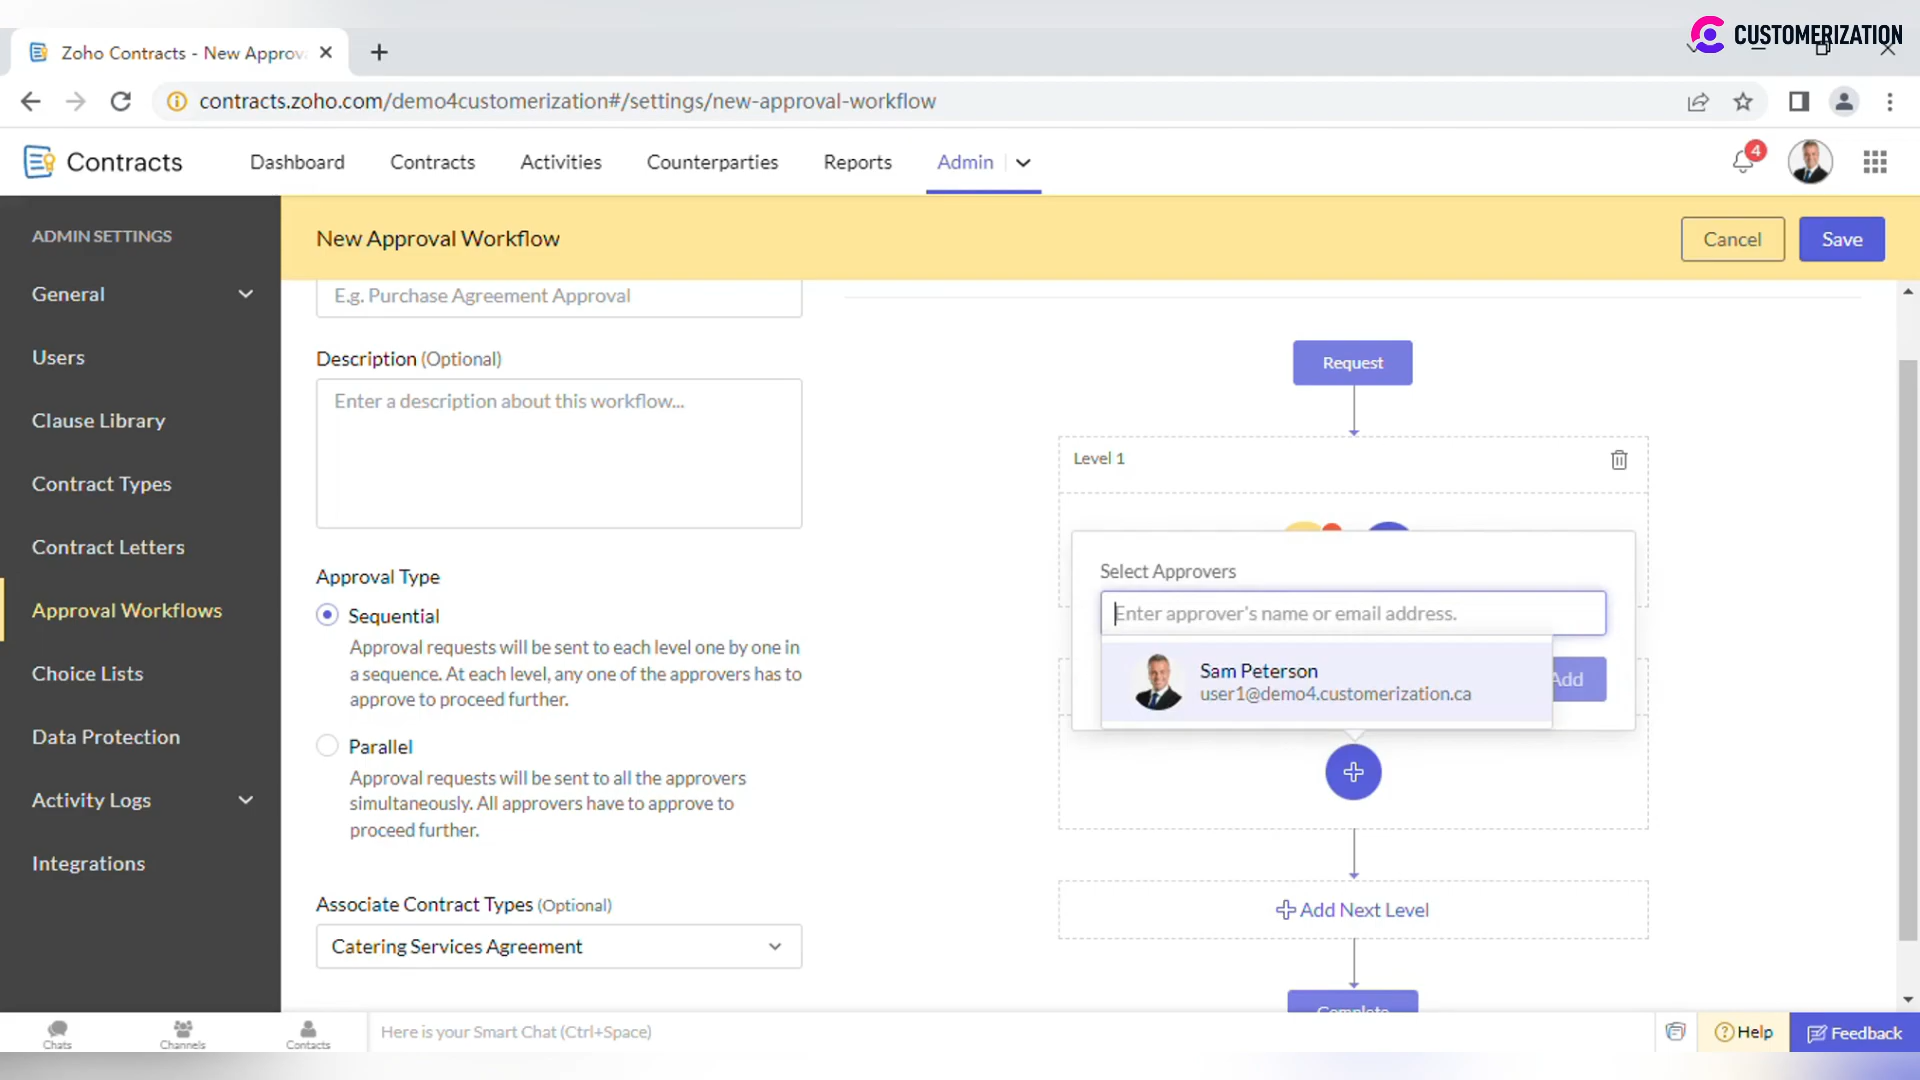 CUSTOMERIZATION
Zoho Contracts - New Approv
contracts.zoho.com/demo4customerization#/settings/new-approval-workflow
Contracts
Dashboard
Contracts
Activities
Counterparties
Reports
Admin
4
ADMIN SETTINGS
General
Users
Clause Library
Contract Types
Contract Letters
Approval Workflows
Choice Lists
Data Protection
Activity Logs
Integrations
New Approval Workflow
Cancel
Save
E.g. Purchase Agreement Approval
Description (Optional)
Enter a description about this workflow...
Approval Type
Sequential
Approval requests will be sent to each level one by one in
a sequence. At each level, any one of the approvers has to
approve to proceed further.
Parallel
Approval requests will be sent to all the approvers
simultaneously. All approvers have to approve to
proceed further.
Associate Contract Types (Optional)
Catering Services Agreement
Request
Level 1
Select Approvers
Enter approver's name or email address.
Sam Peterson
user1@demo4.customerization.ca
Add
Add Next Level
Complete
Chats
Channels
Contacts
Here is your Smart Chat (Ctrl+Space)
Help
Feedback